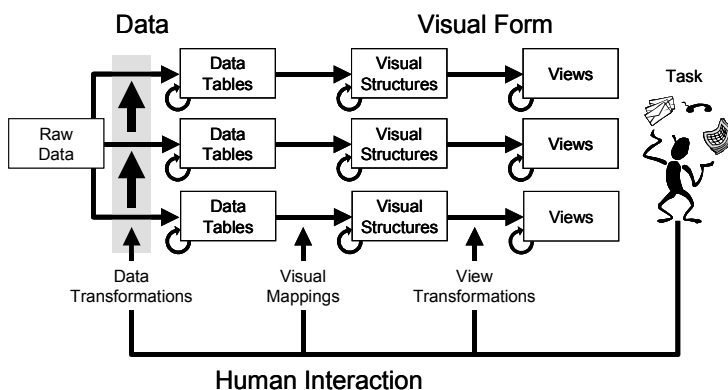 Data
Visual Form
Data
Tables
Visual
Structures
Views
Task
Raw
Data
Data
Tables
Visual
Structures
Views
Data
Tables
Visual
Structures
Views
Data
Transformations
Visual
Mappings
View
Transformations
Human Interaction